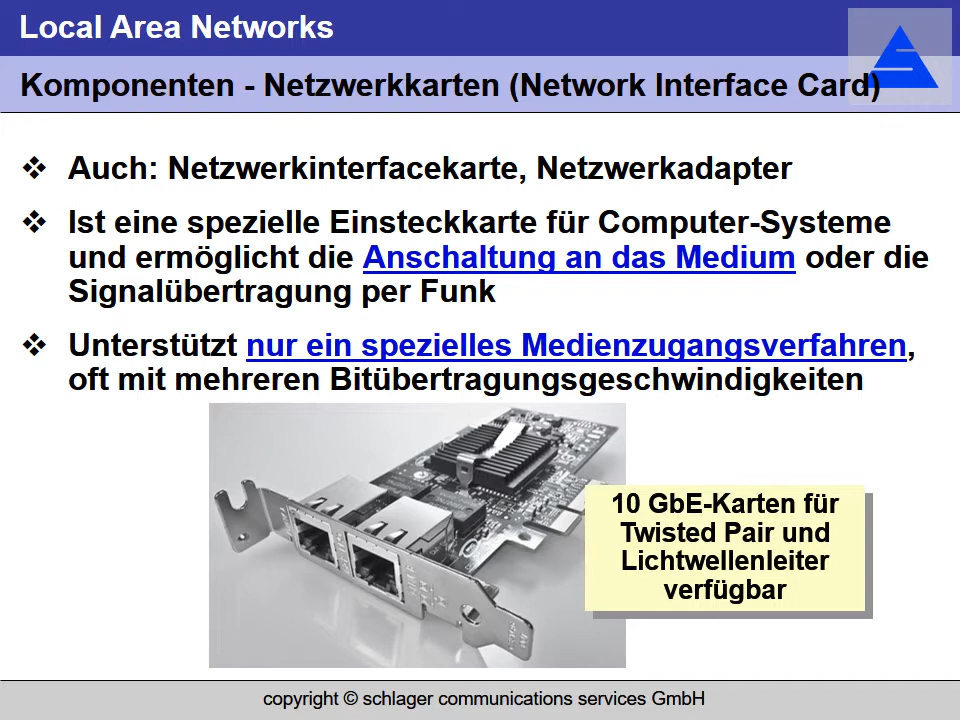 Local Area Networks
Komponenten - Netzwerkkarten (Network Interface Card)
❖ Auch: Netzwerkinterfacekarte, Netzwerkadapter
❖ Ist eine spezielle Einsteckkarte für Computer-Systeme
und ermöglicht die Anschaltung an das Medium oder die
Signalübertragung per Funk
❖ Unterstützt nur ein spezielles Medienzugangsverfahren,
oft mit mehreren Bitübertragungsgeschwindigkeiten
10 GbE-Karten für
Twisted Pair und
Lichtwellenleiter
verfügbar
copyright © schlager communications services GmbH